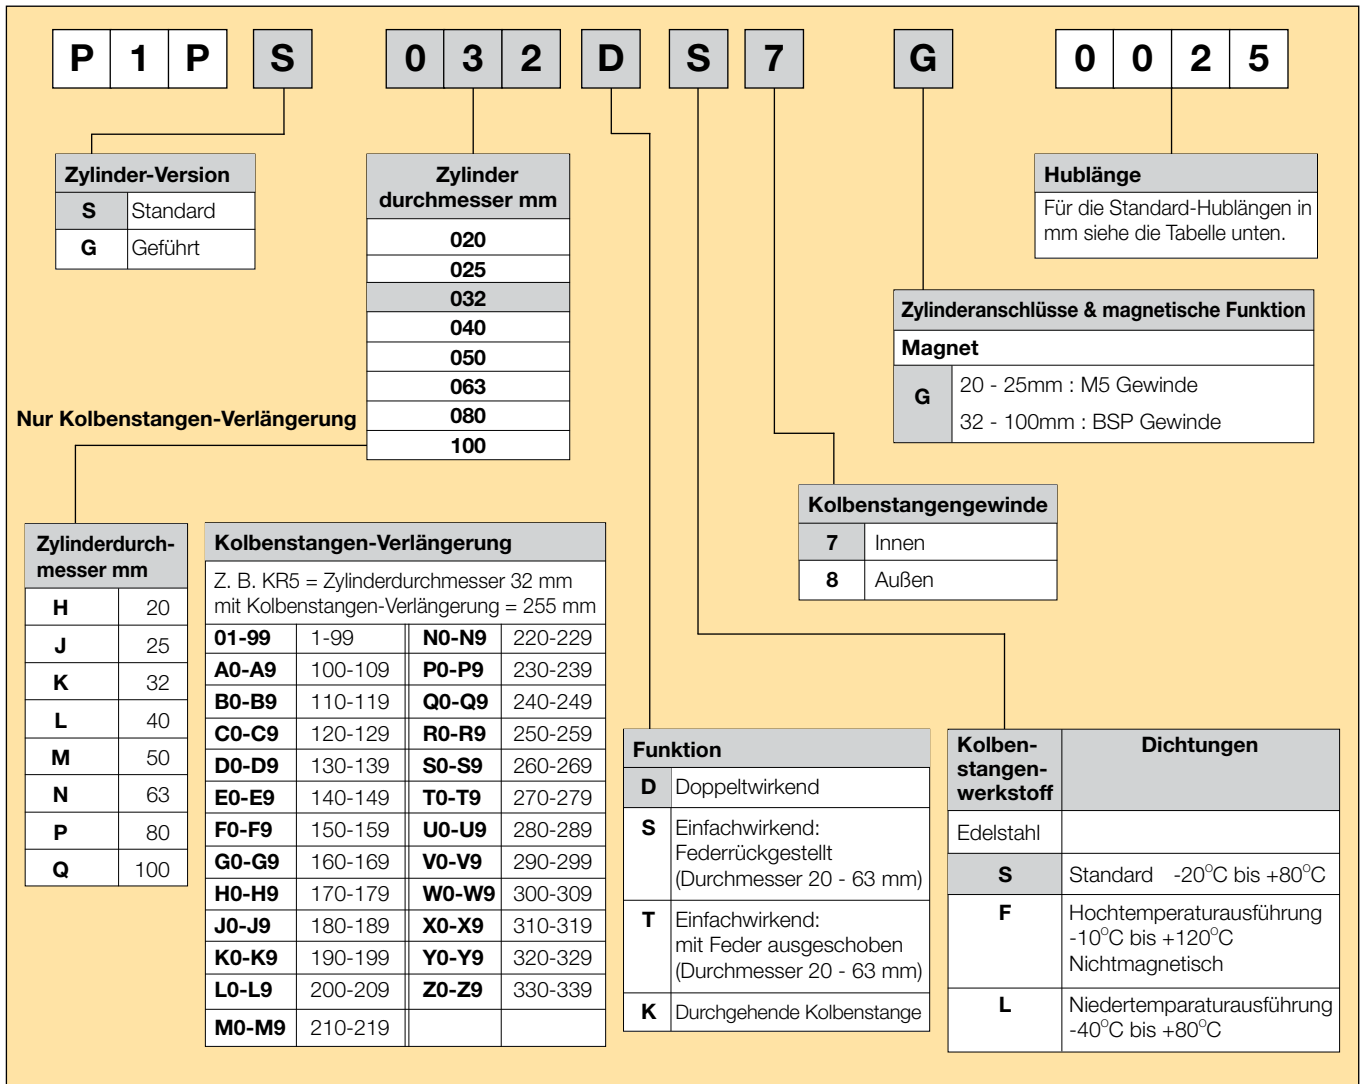 P 1 P S 0 3 2 D S 7 G 0 0 2 5
Zylinder-Version
S Standard
G Geführt
Zylinder
durchmesser mm
020
025
032
040
050
063
080
100
Hublänge
Für die Standard-Hublängen in
mm siehe die Tabelle unten.
Zylinderanschlüsse & magnetische Funktion
Magnet
G 20 - 25mm : M5 Gewinde
32 - 100mm : BSP Gewinde
Nur Kolbenstangen-Verlängerung
Kolbenstangengewinde
7 Innen
8 Außen
Zylinderdurch-
messer mm
H 20
J 25
K 32
L 40
M 50
N 63
P 80
Q 100
Kolbenstangen-Verlängerung
Z. B. KR5 = Zylinderdurchmesser 32 mm
mit Kolbenstangen-Verlängerung = 255 mm
01-99 1-99 N0-N9 220-229
A0-A9 100-109 P0-P9 230-239
B0-B9 110-119 Q0-Q9 240-249
C0-C9 120-129 R0-R9 250-259
D0-D9 130-139 S0-S9 260-269
E0-E9 140-149 T0-T9 270-279
F0-F9 150-159 U0-U9 280-289
G0-G9 160-169 V0-V9 290-299
H0-H9 170-179 W0-W9 300-309
J0-J9 180-189 X0-X9 310-319
K0-K9 190-199 Y0-Y9 320-329
L0-L9 200-209 Z0-Z9 330-339
M0-M9 210-219
Funktion
D Doppeltwirkend
S Einfachwirkend:
Federrückgestellt
(Durchmesser 20 - 63 mm)
T Einfachwirkend:
mit Feder ausgeschoben
(Durchmesser 20 - 63 mm)
K Durchgehende Kolbenstange
Kolben-
stangen-
werkstoff
Dichtungen
Edelstahl
S Standard -20°C bis +80°C
F Hochtemperaturausführung
-10°C bis +120°C
Nichtmagnetisch
L Niedertemparaturausführung
-40°C bis +80°C